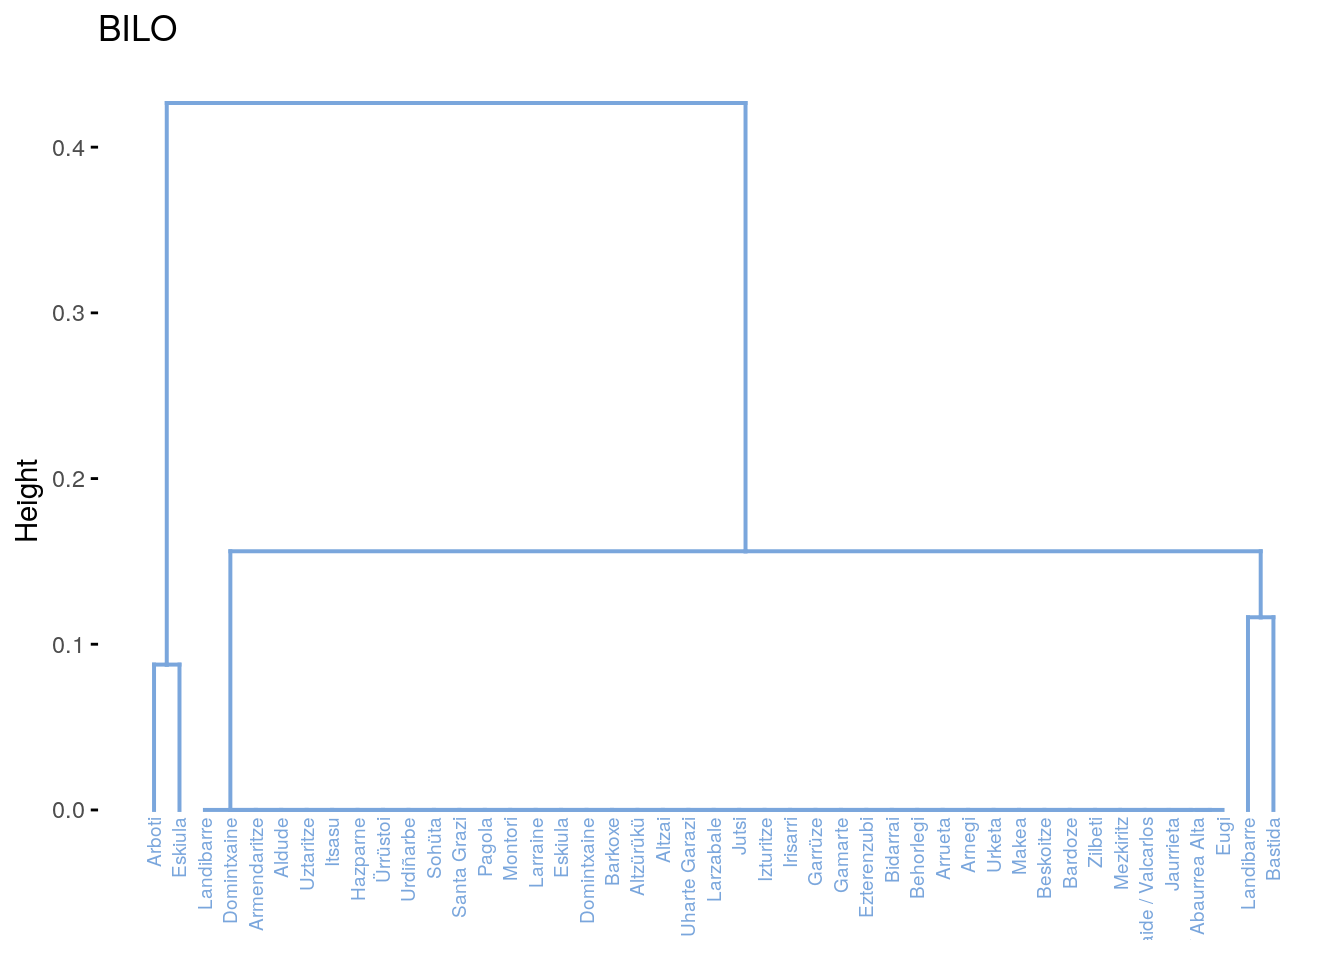 BILO
Height
0.4
0.3
0.2
0.1
0.0
Arboti
Eskiula
Landibarre
Domintxaine
Armendaritze
Aldude
Uztaritze
Itsasu
Hazparne
Ürrüstoi
Urdiñarbe
Sohüta
Santa Grazi
Pagola
Montori
Larraine
Eskiula
Domintxaine
Barkoxe
Altzürükü
Altzai
Uharte Garazi
Larzabale
Jutsi
Izturitze
Irisarri
Garrüze
Gamarte
Ezterenzubi
Bidarrai
Behorlegi
Arrueta
Arnegi
Urketa
Makea
Beskoitze
Bardoze
Zilbeti
Mezkiritz
/ Valcarlos
Jaurrieta
Abaurrea Alta
Eugi
Landibarre
Bastida